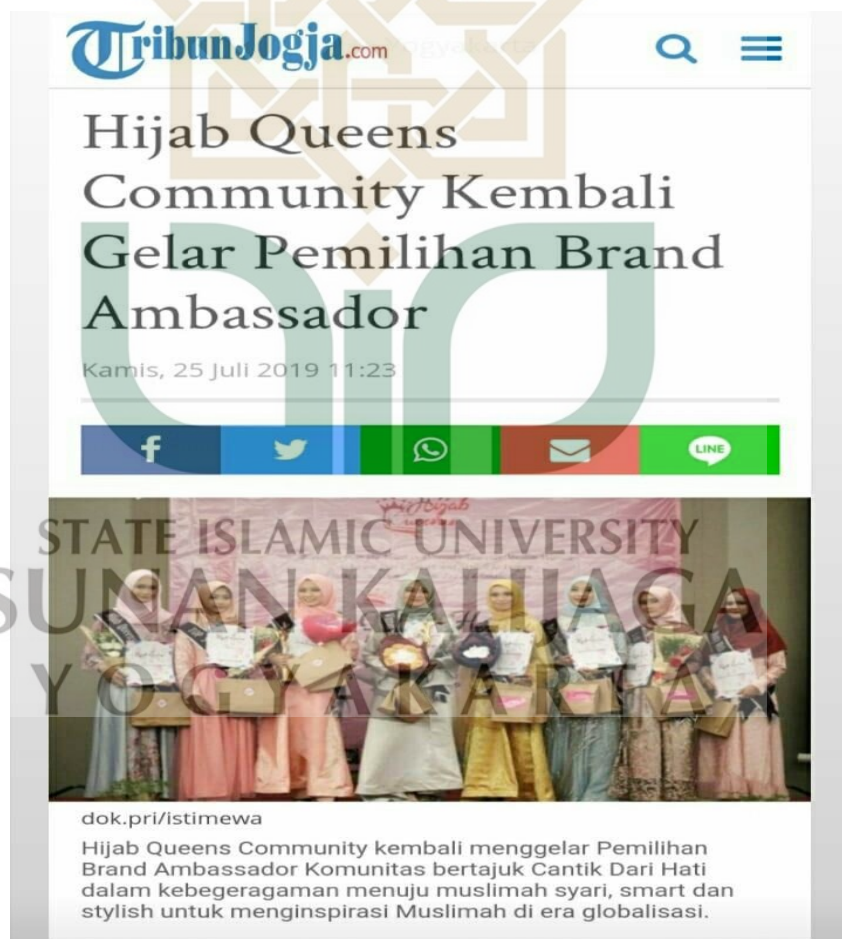 TribunJogja.com
Hijab Queens
Community Kembali
Gelar Pemilihan Brand
Ambassador
Kamis, 25 Juli 2019 11:23
LINE
Hijab
STATE ISLAMIC UNIVERSITY
SUNAN KALIJAGA
YOGYAKARTA
dok.pri/istimewa
Hijab Queens Community kembali menggelar Pemilihan
Brand Ambassador Komunitas bertajuk Cantik Dari Hati
dalam kebegeragaman menuju muslimah syari, smart dan
stylish untuk menginspirasi Muslimah di era globalisasi.